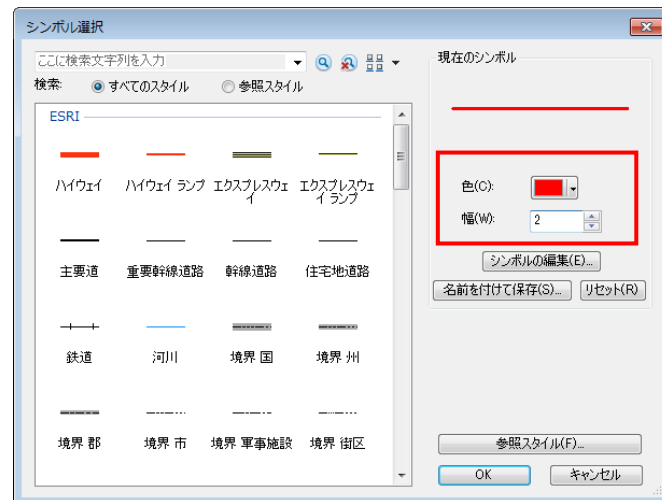 シンボル選択
ここに検索文字列を入力
検索:
すべてのスタイル
参照スタイル
ESRI
ハイウェイ
ハイウェイ ランプ
エクスプレスウェイ
エクスプレスウェイ ランプ
主要道
重要幹線道路
幹線道路
住宅地道路
鉄道
河川
境界 国
境界 州
境界 郡
境界 市
境界 軍事施設
境界 街区
現在のシンボル
色(C):
幅(W):
2
シンボルの編集(E)...
名前を付けて保存(S)...
リセット(R)
参照スタイル(F)...
OK
キャンセル